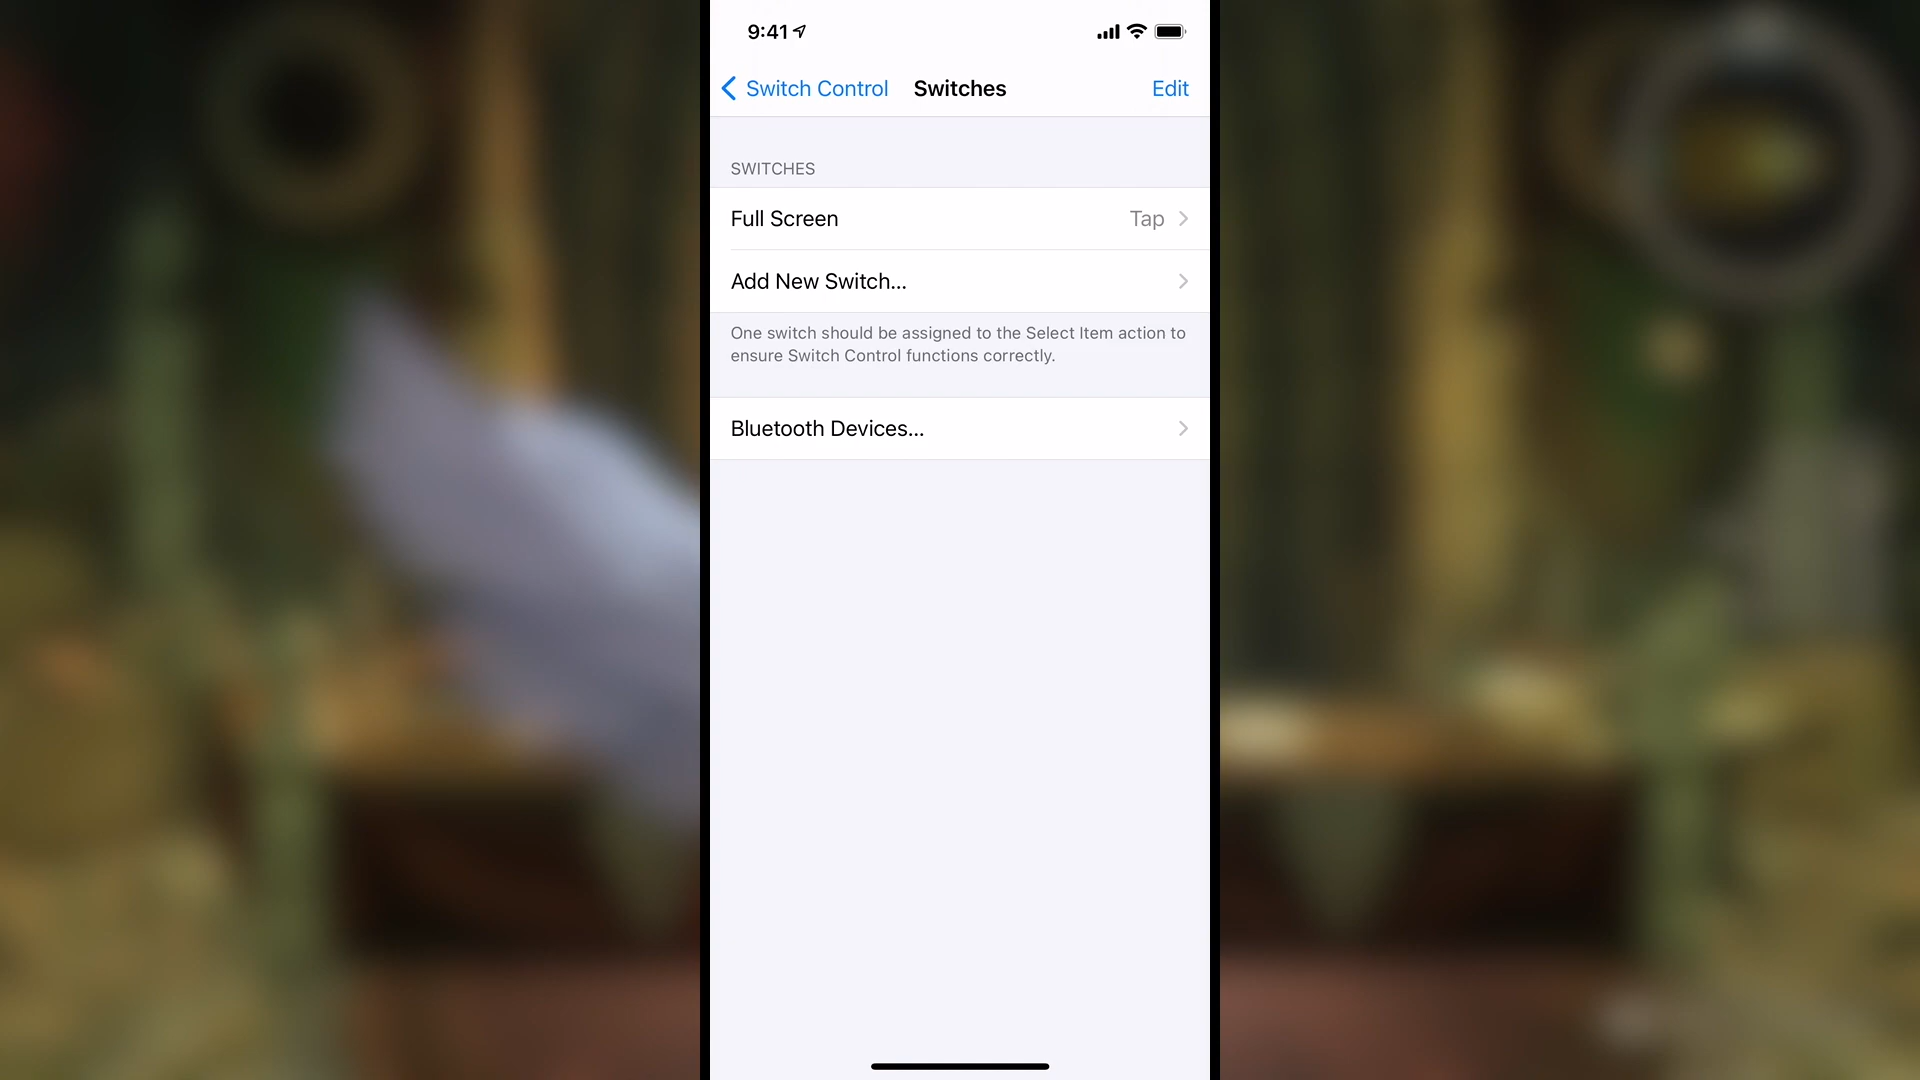 9:41
Switch Control Switches Edit
SWITCHES
Full Screen Tap
Add New Switch...
One switch should be assigned to the Select Item action to
ensure Switch Control functions correctly.
Bluetooth Devices...